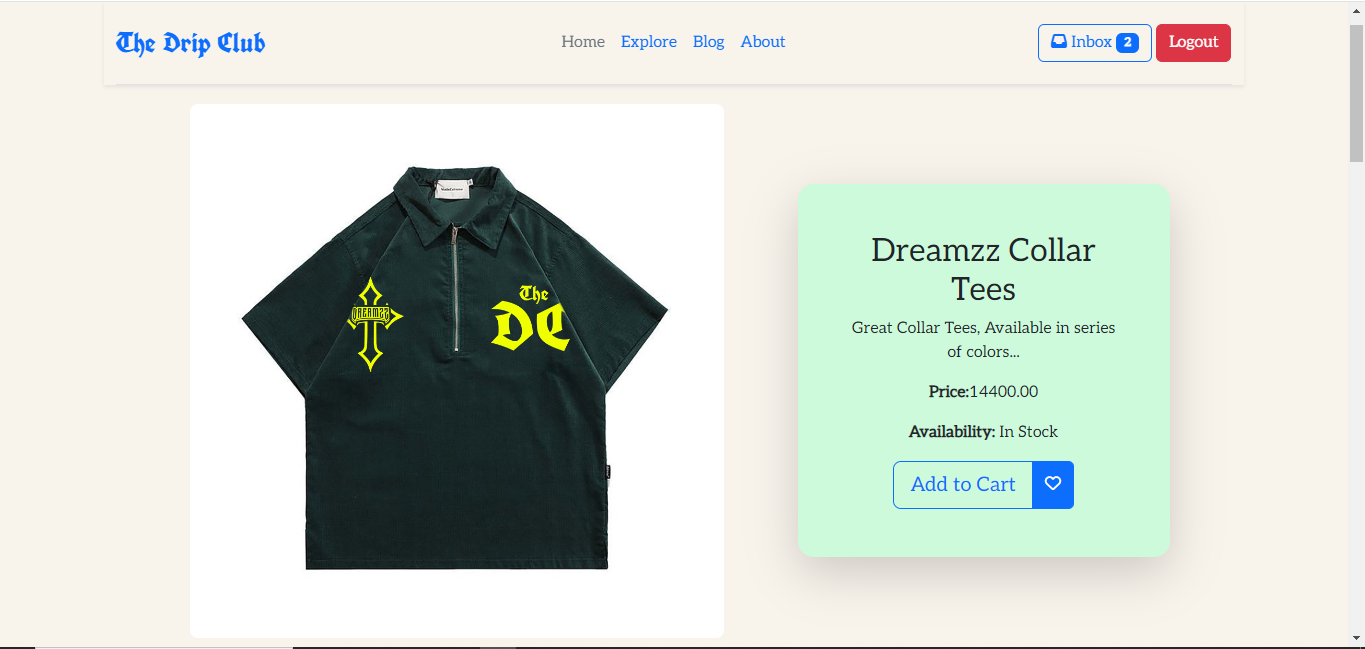 The Drip Club
Home Explore Blog About
Inbox 2 Logout
The
DREAMZZ
DC
Dreamzz Collar
Tees
Great Collar Tees, Available in series
of colors...
Price:14400.00
Availability: In Stock
Add to Cart